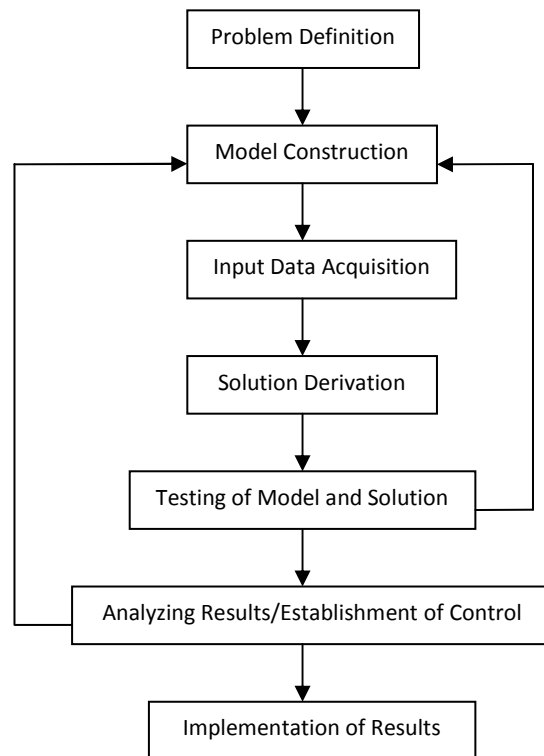 Problem Definition
Model Construction
Input Data Acquisition
Solution Derivation
Testing of Model and Solution
Analyzing Results/Establishment of Control
Implementation of Results